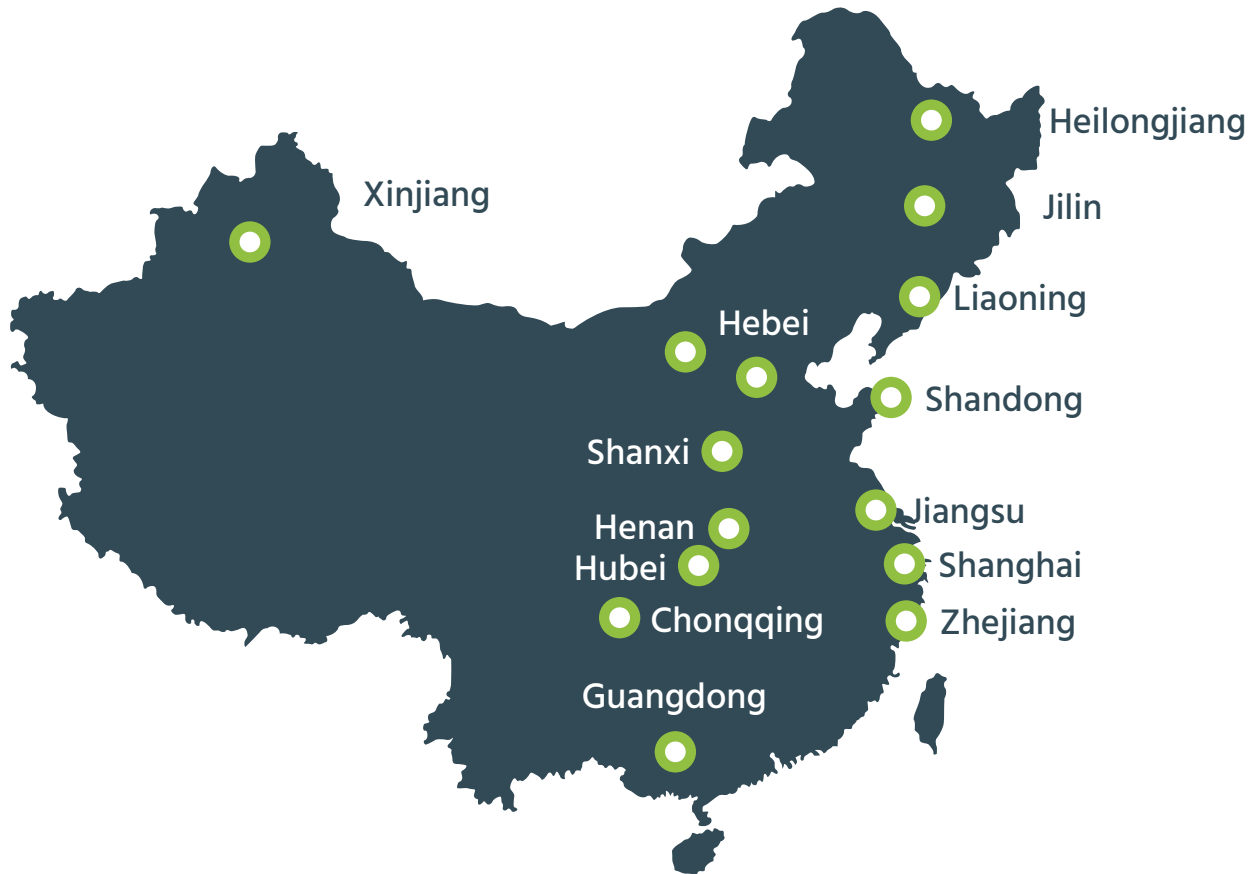 Heilongjiang
Xinjiang
Jilin
Liaoning
Hebei
Shandong
Shanxi
Jiangsu
Henan
Shanghai
Hubei
Chonqqing
Zhejiang
Guangdong